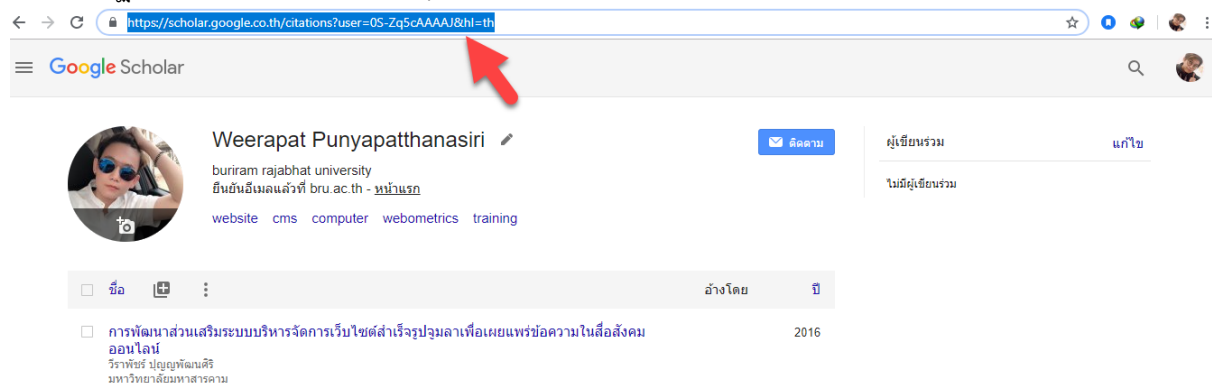 https://scholar.google.co.th/citations?user=0S-Zq5cAAAAJ&hl=th
Google Scholar
Weerapat Punyapatthanasiri
ติดตาม
ผู้เขียนร่วม
แก้ไข
buriram rajabhat university
ยืนยันอีเมลแล้วที่ bru.ac.th - หน้าแรก
ไม่มีผู้เขียนร่วม
website cms computer webometrics training
ชื่อ
อ้างโดย
ปี
การพัฒนาส่วนเสริมระบบบริหารจัดการเว็บไซต์สำเร็จรูปจูมลาเพื่อเผยแพร่ข้อความในสื่อสังคม
ออนไลน์
2016
วีราพัชร์ ปุญญพัฒนศิริ
มหาวิทยาลัยมหาสารคาม